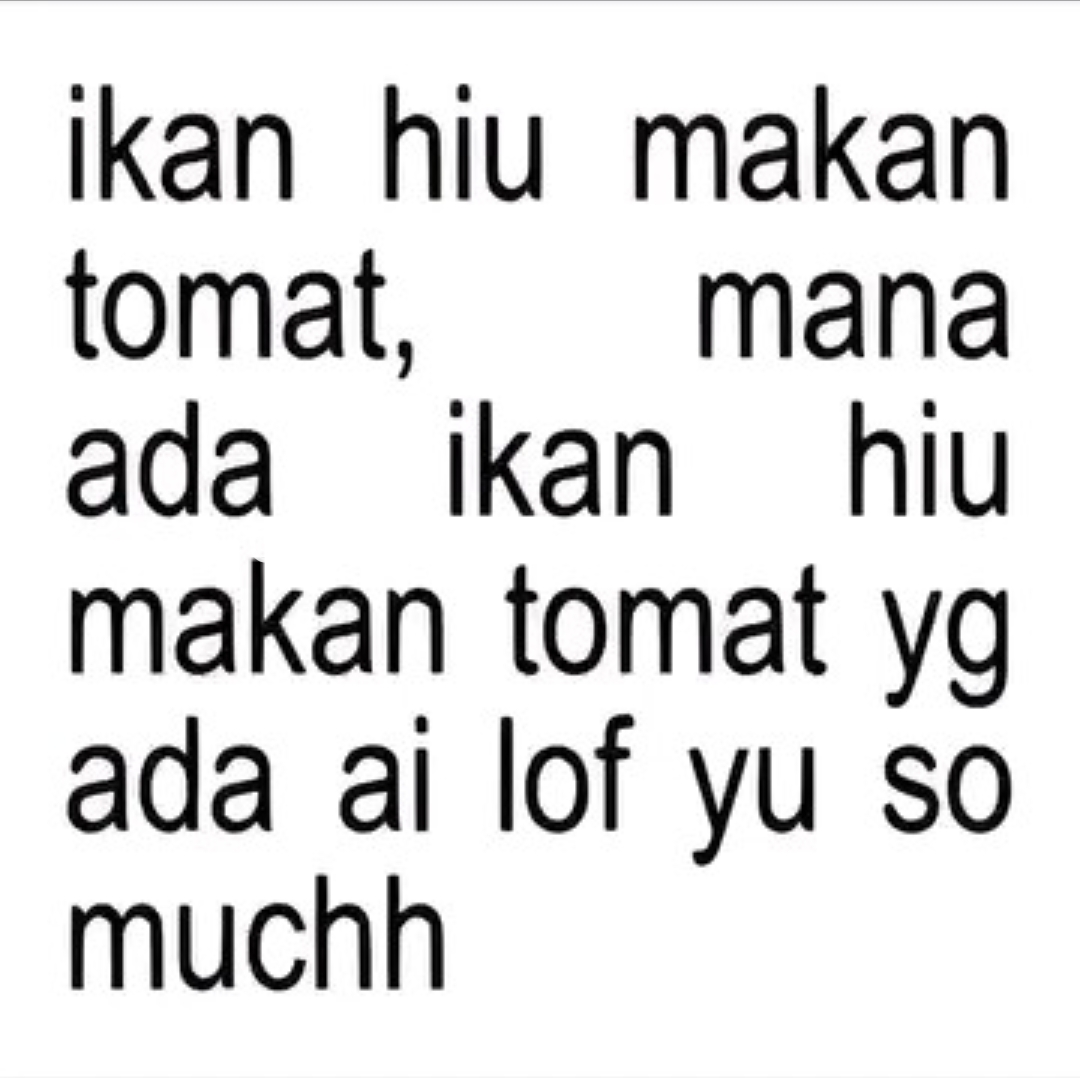 ikan hiu makan
tomat, mana
ada ikan hiu
makan tomat yg
ada ai lof yu so
muchh